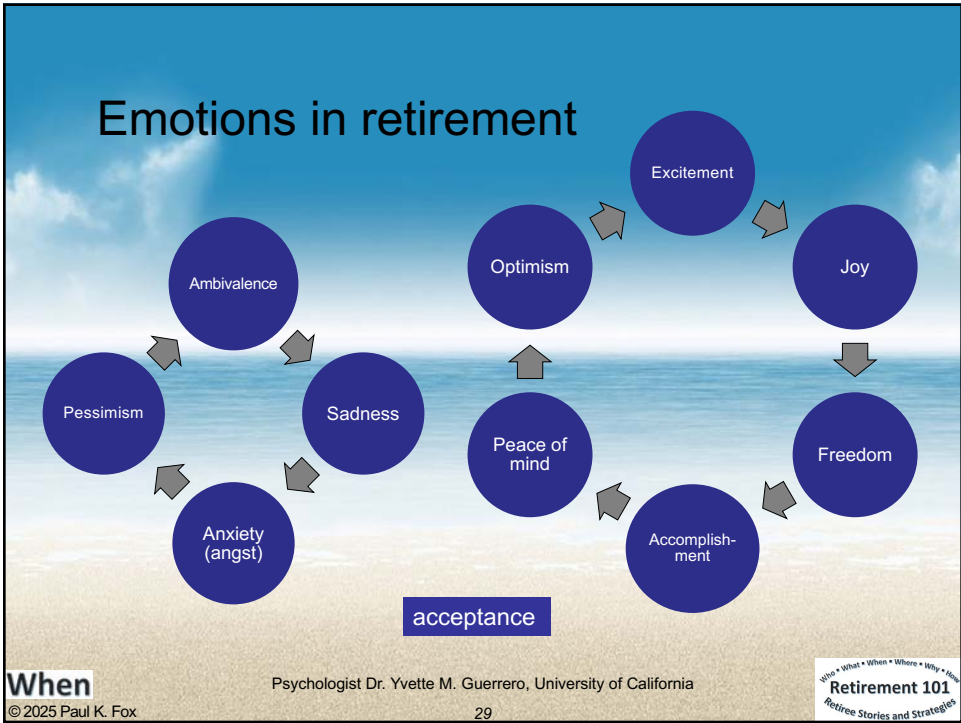 Emotions in retirement
Ambivalence
Sadness
Anxiety
(angst)
Pessimism
Excitement
Joy
Freedom
Accomplish-
ment
Peace of
mind
Optimism
acceptance
When
Psychologist Dr. Yvette M. Guerrero, University of California
© 2025 Paul K. Fox
29
Who • What • When • Where • Why • How
Retirement 101
Retiree Stories and Strategies